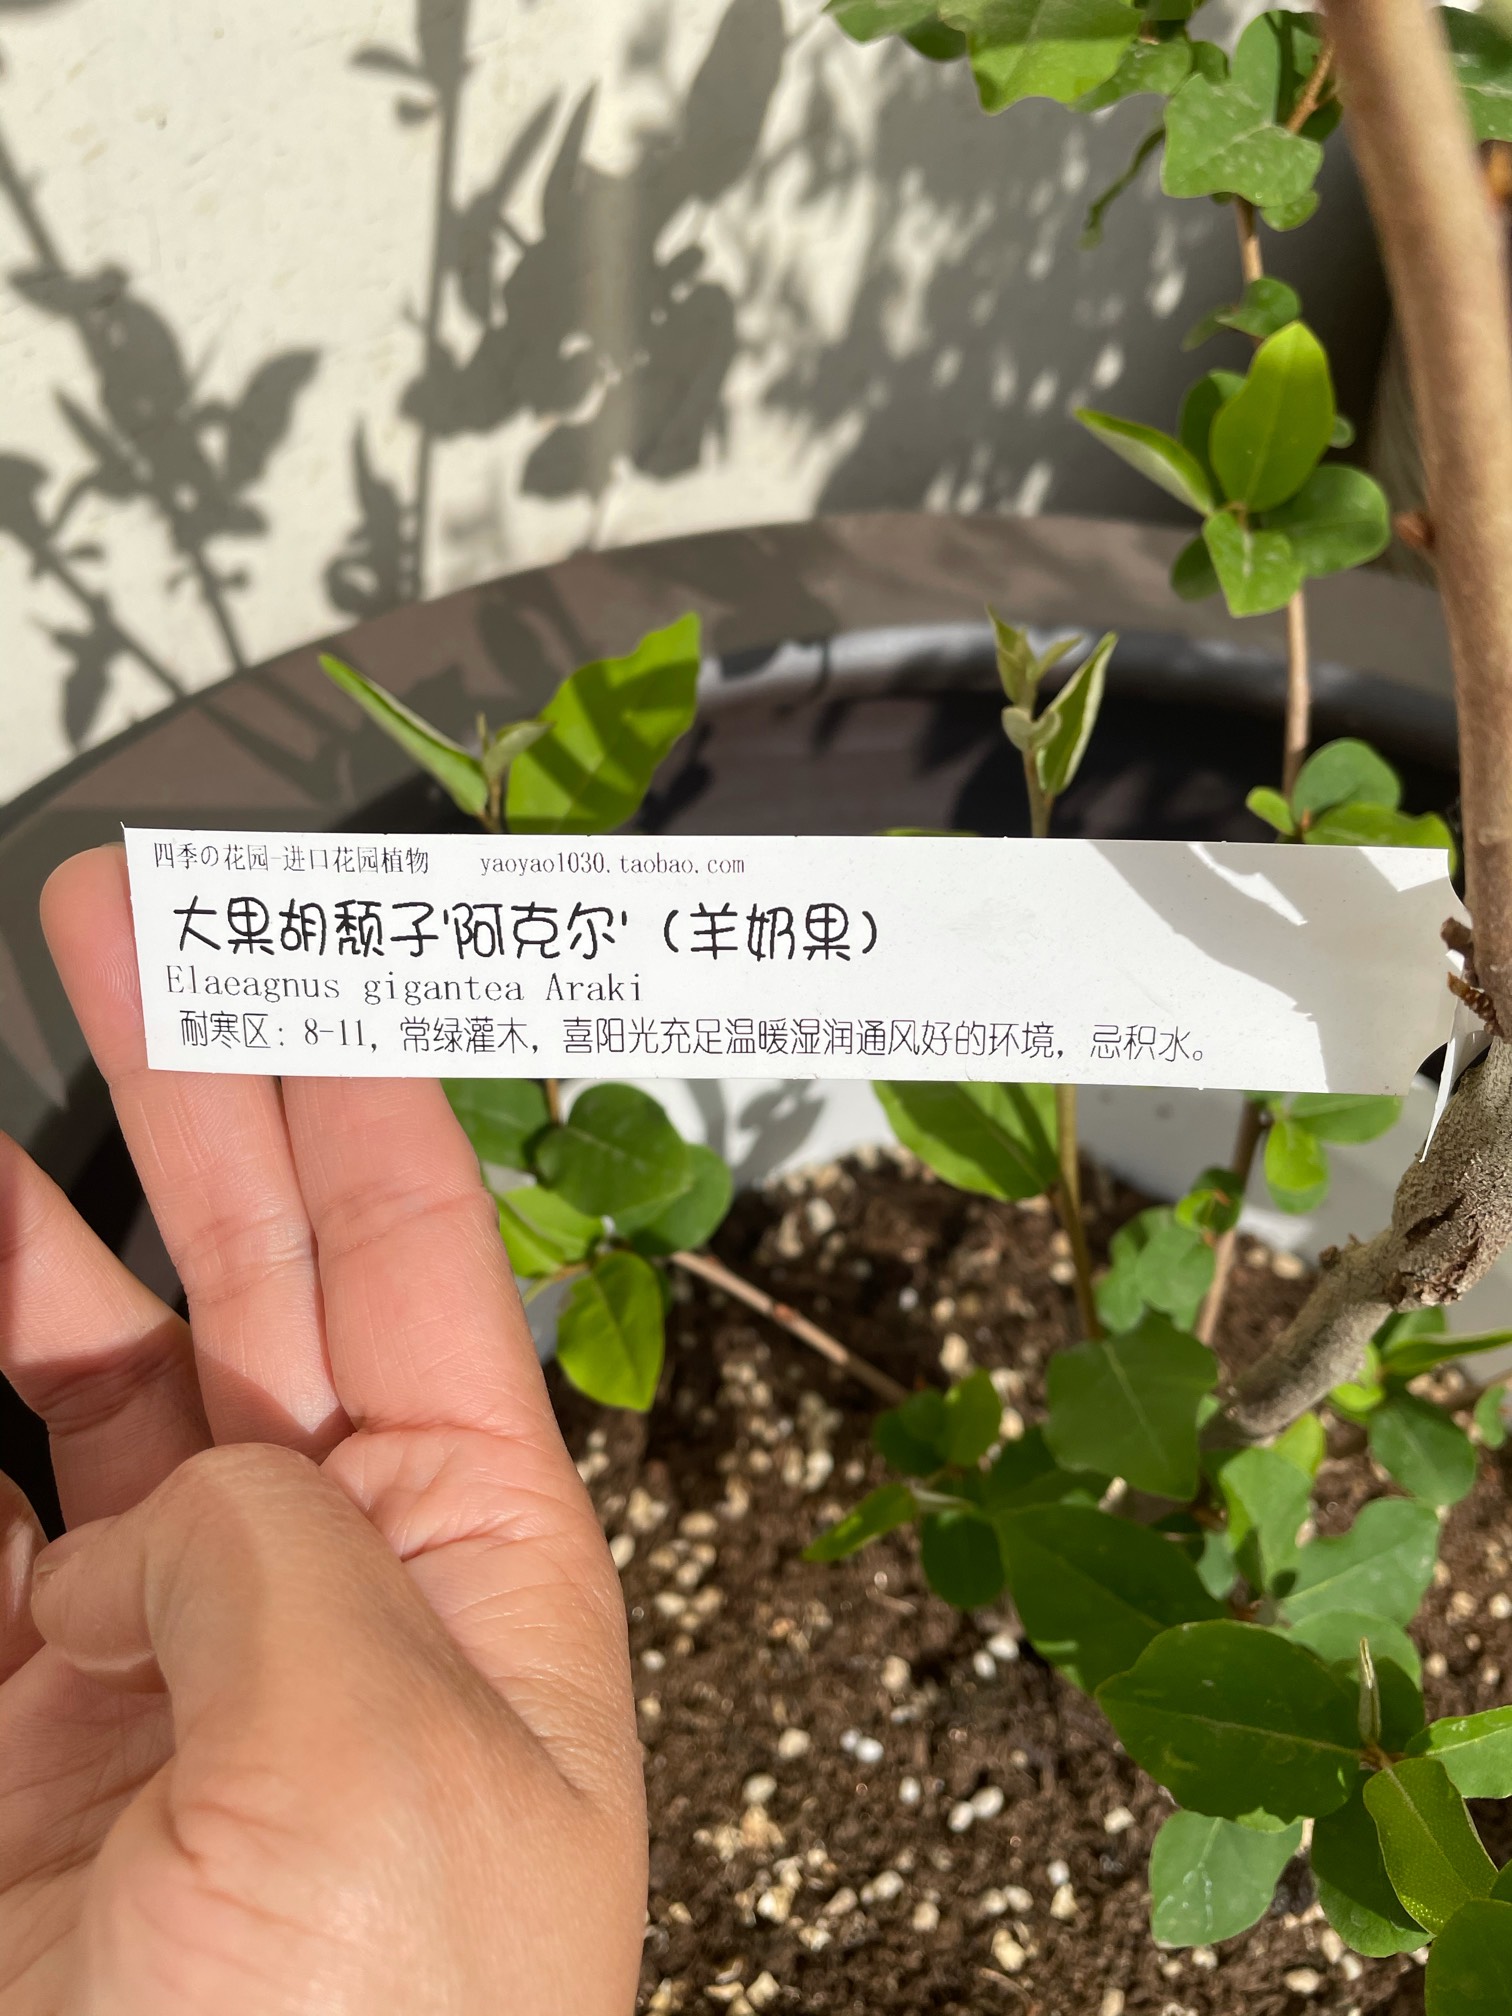 四季の花园-进口花园植物 yaoyao1030.taobao.com
大果胡颓子'阿克尔'（羊奶果）
Elaeagnus gigantea Araki
耐寒区：8-11，常绿灌木，喜阳光充足温暖湿润通风好的环境，忌积水。